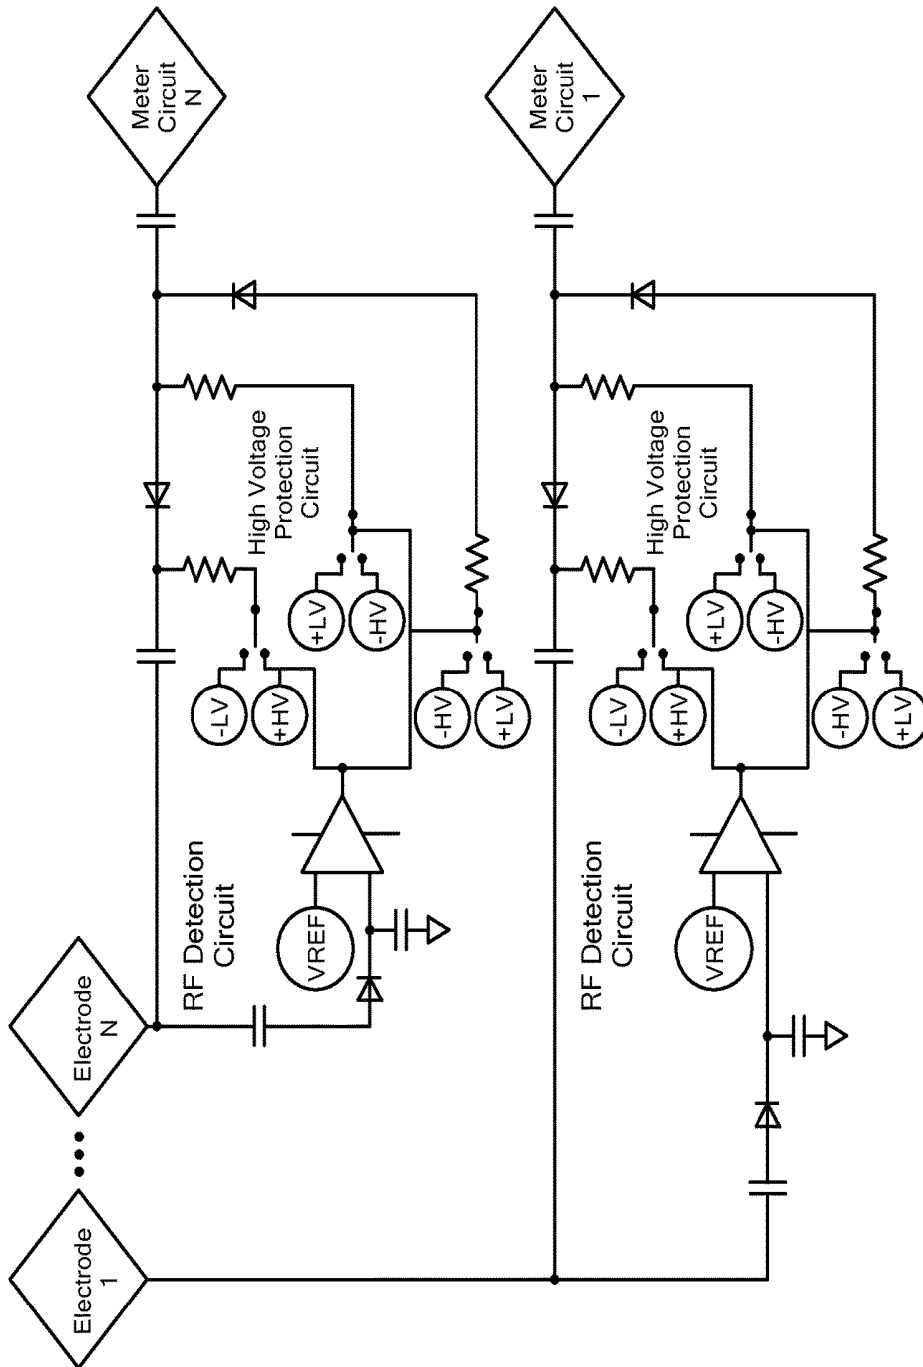 Electrode
1
Electrode
N
RF Detection
Circuit
VREF
-LV
+HV
+LV
-HV
-HV
+LV
High Voltage
Protection
Circuit
Meter
Circuit
N
RF Detection
Circuit
VREF
-LV
+HV
+LV
-HV
-HV
+LV
High Voltage
Protection
Circuit
Meter
Circuit
1